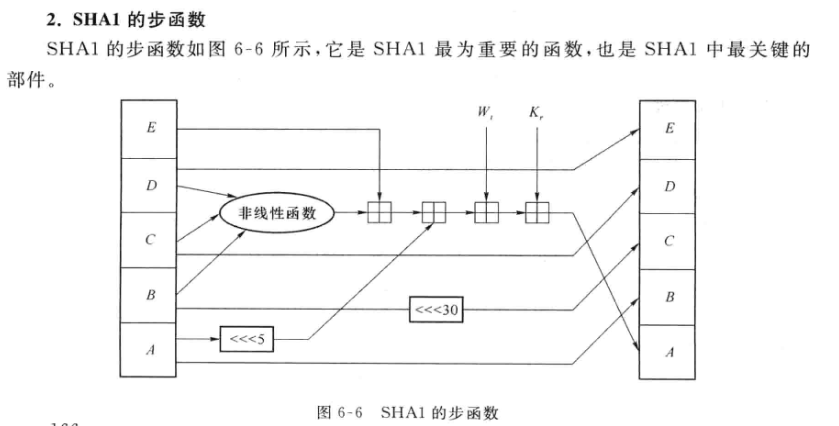 2. SHA1 的步函数
SHA1 的步函数如图 6-6 所示,它是 SHA1 最为重要的函数,也是 SHA1 中最关键的
部件。
E
D
C
B
A
非线性函数
<<<5
<<<30
W_t
K_r
E
D
C
B
A
图 6-6 SHA1 的步函数